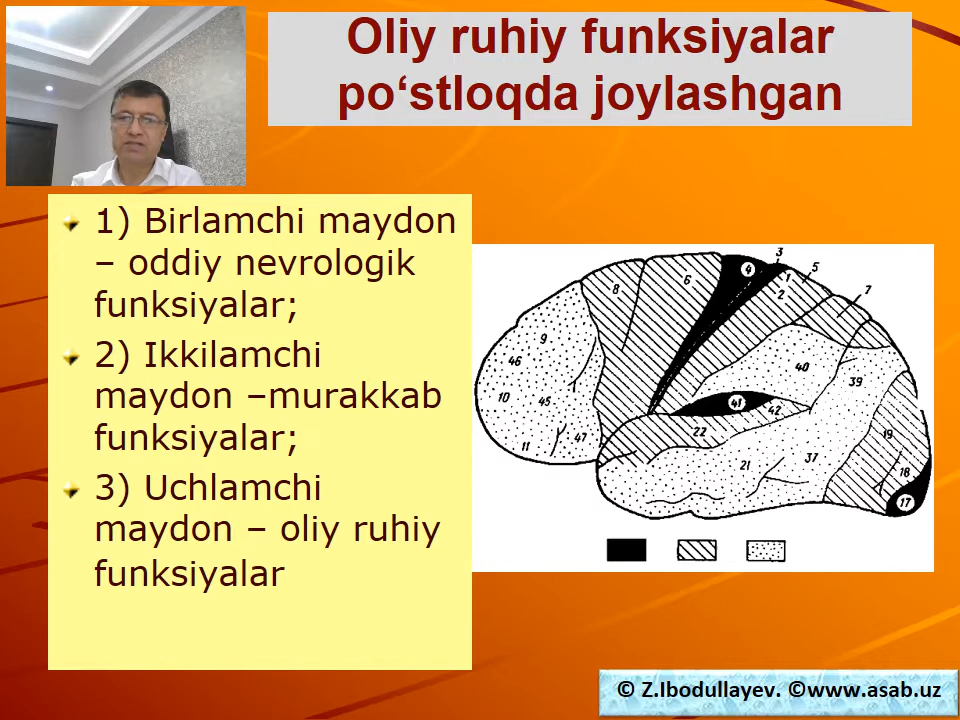 Oliy ruhiy funksiyalar
po‘stloqda joylashgan
1) Birlamchi maydon
– oddiy nevrologik
funksiyalar;
2) Ikkilamchi
maydon –murakkab
funksiyalar;
3) Uchlamchi
maydon – oliy ruhiy
funksiyalar
3
4
1
5
6
2
7
8
9
46
40
39
10
45
41
42
47
22
19
11
21
37
18
17
© Z.Ibodullayev. ©www.asab.uz